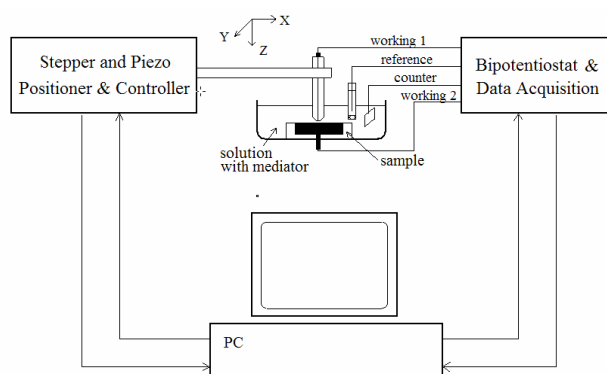 X
Y
Z
Stepper and Piezo
Positioner & Controller
working 1
reference
counter
working 2
Bipotentiostat &
Data Acquisition
solution
with mediator
sample
PC